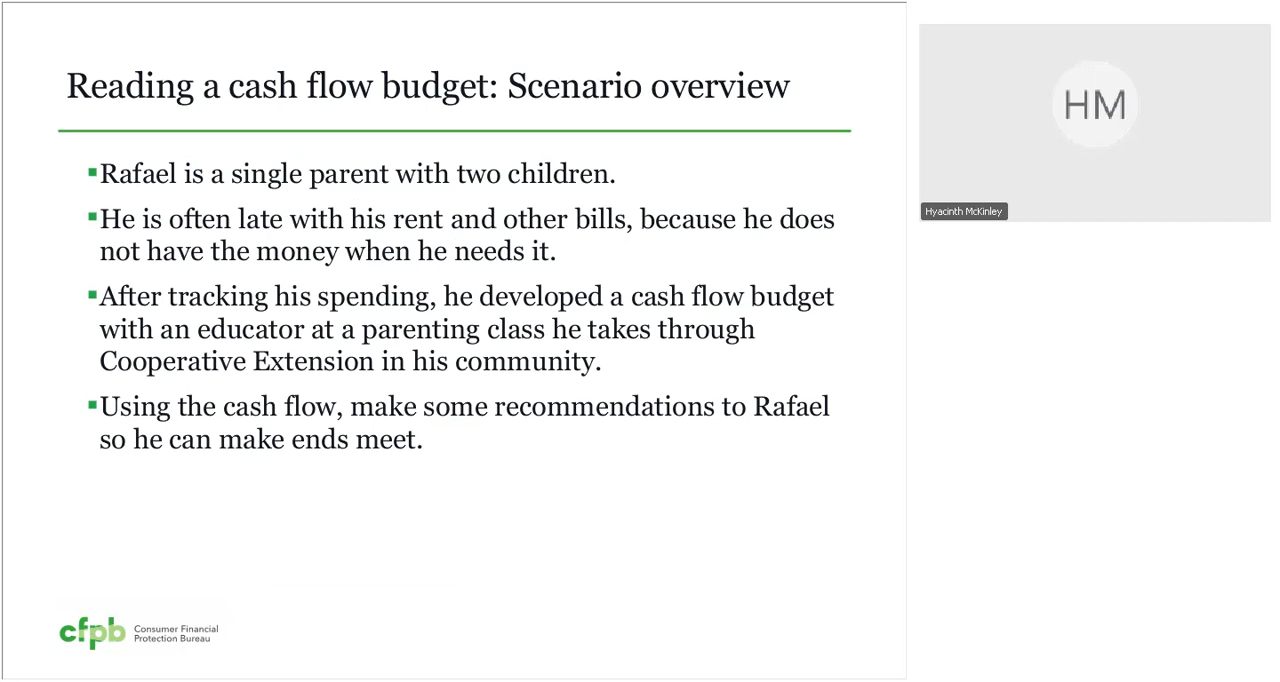 Reading a cash flow budget: Scenario overview
Rafael is a single parent with two children.
He is often late with his rent and other bills, because he does
not have the money when he needs it.
After tracking his spending, he developed a cash flow budget
with an educator at a parenting class he takes through
Cooperative Extension in his community.
Using the cash flow, make some recommendations to Rafael
so he can make ends meet.
cfpb Consumer Financial
Protection Bureau
HM
Hyacinth McKinley